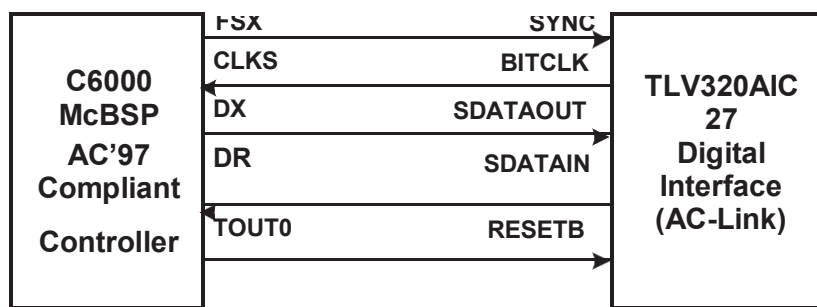 FSX SYNC
CLKS BITCLK
DX SDATAOUT
DR SDATAIN
TOUT0 RESETB
C6000
McBSP
AC’97
Compliant
Controller
TLV320AIC
27
Digital
Interface
(AC-Link)